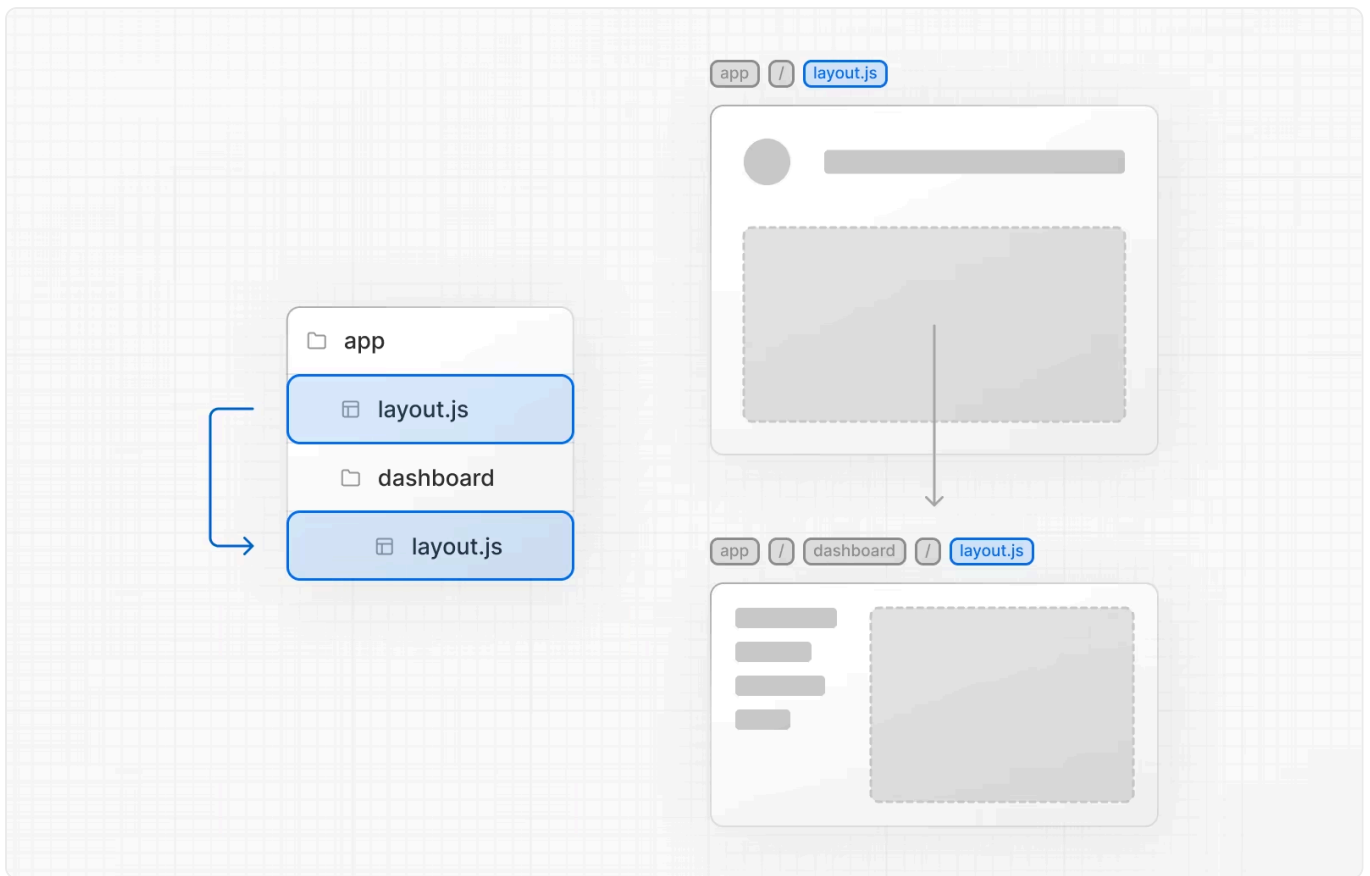 app
layout.js
dashboard
layout.js
app / layout.js
app / dashboard / layout.js